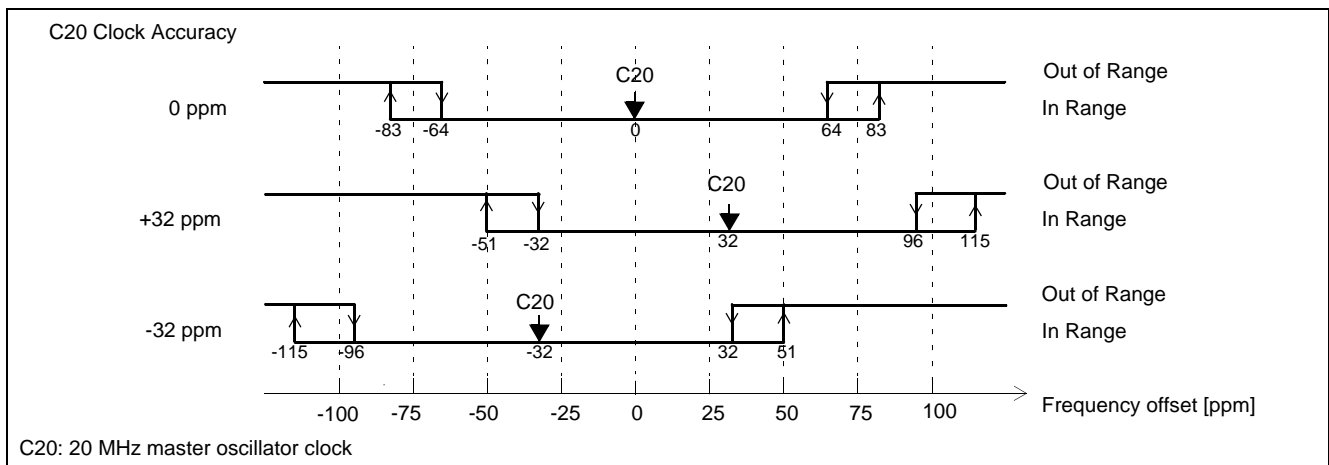 C20 Clock Accuracy
C20
Out of Range
0 ppm
In Range
-83 -64 0 64 83
C20
Out of Range
+32 ppm
In Range
-51 -32 32 96 115
C20
Out of Range
-32 ppm
In Range
-115 -96 -32 32 51
-100 -75 -50 -25 0 25 50 75 100
Frequency offset [ppm]
C20: 20 MHz master oscillator clock